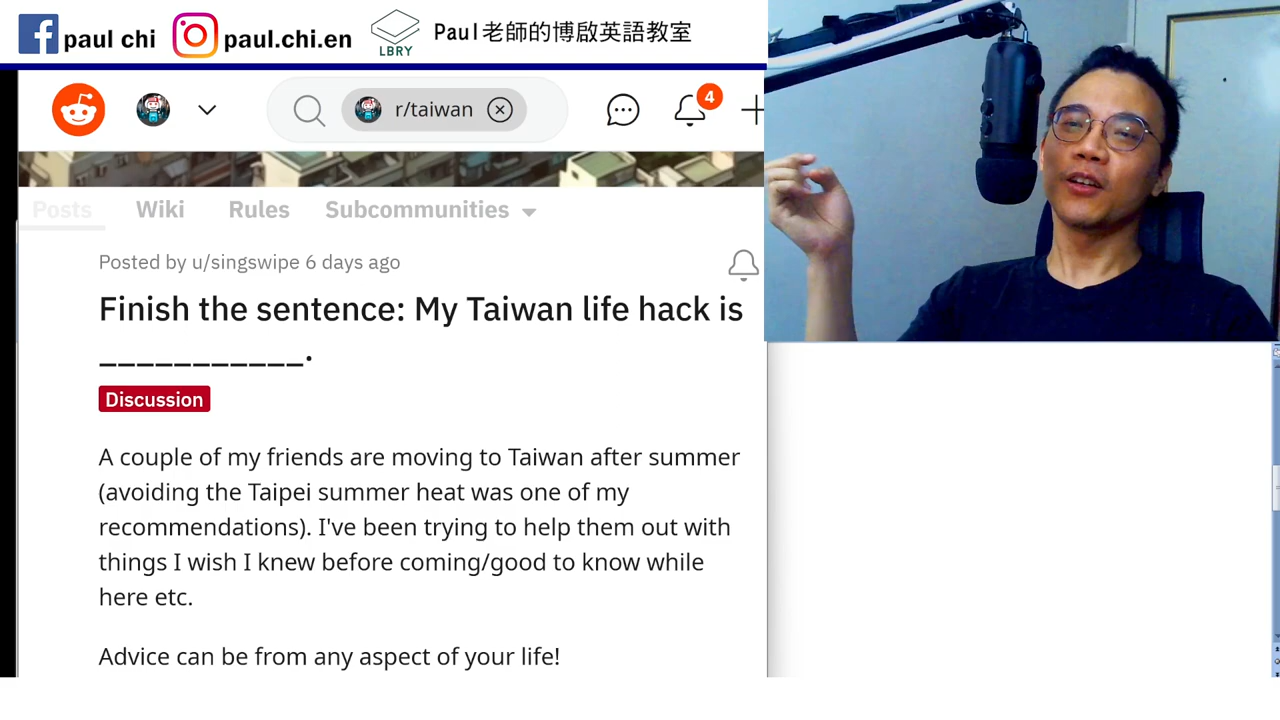 paul chi
paul.chi.en
LBRY
Paul老師的博啟英語教室
r/taiwan
4
Posts
Wiki
Rules
Subcommunities
Posted by u/singswipe 6 days ago
Finish the sentence: My Taiwan life hack is
___________.
Discussion
A couple of my friends are moving to Taiwan after summer
(avoiding the Taipei summer heat was one of my
recommendations). I've been trying to help them out with
things I wish I knew before coming/good to know while
here etc.
Advice can be from any aspect of your life!